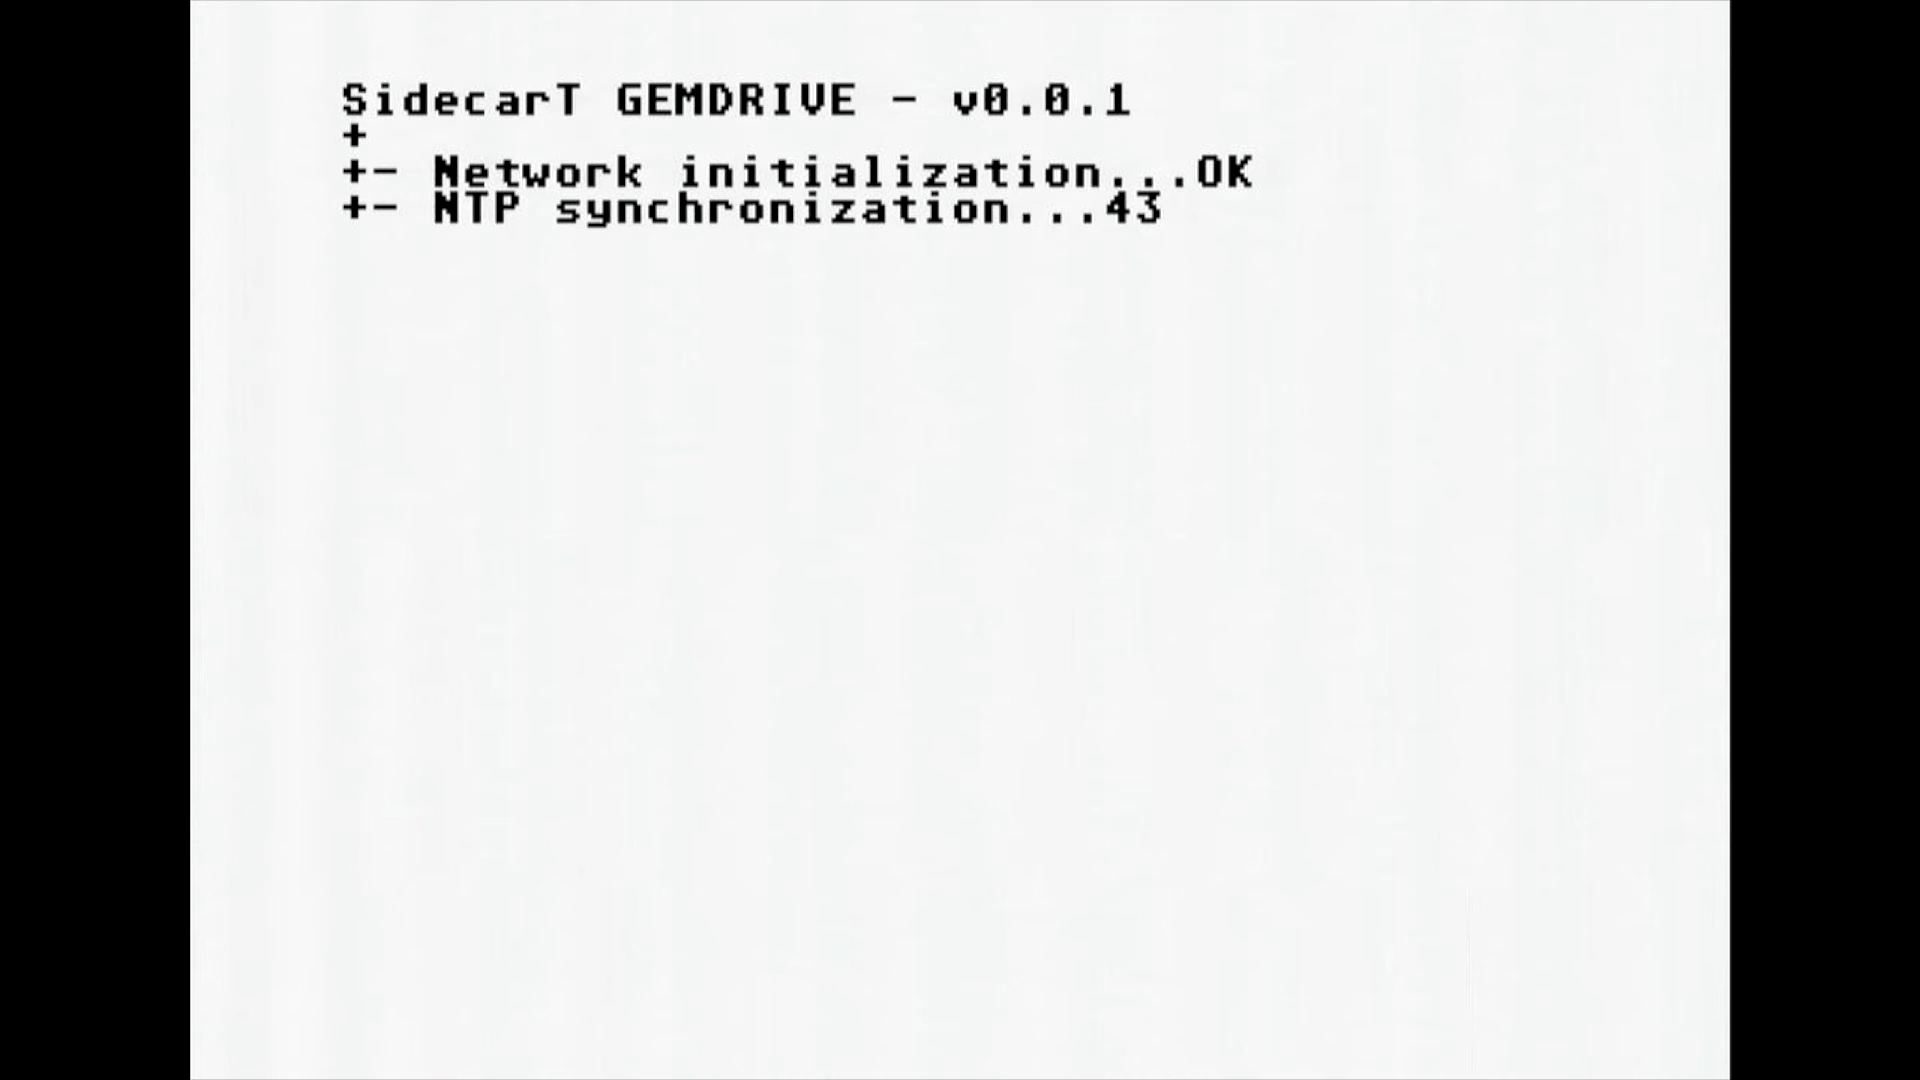 SidecarT GEMDRIVE - v0.0.1
+
+- Network initialization...OK
+- NTP synchronization...43